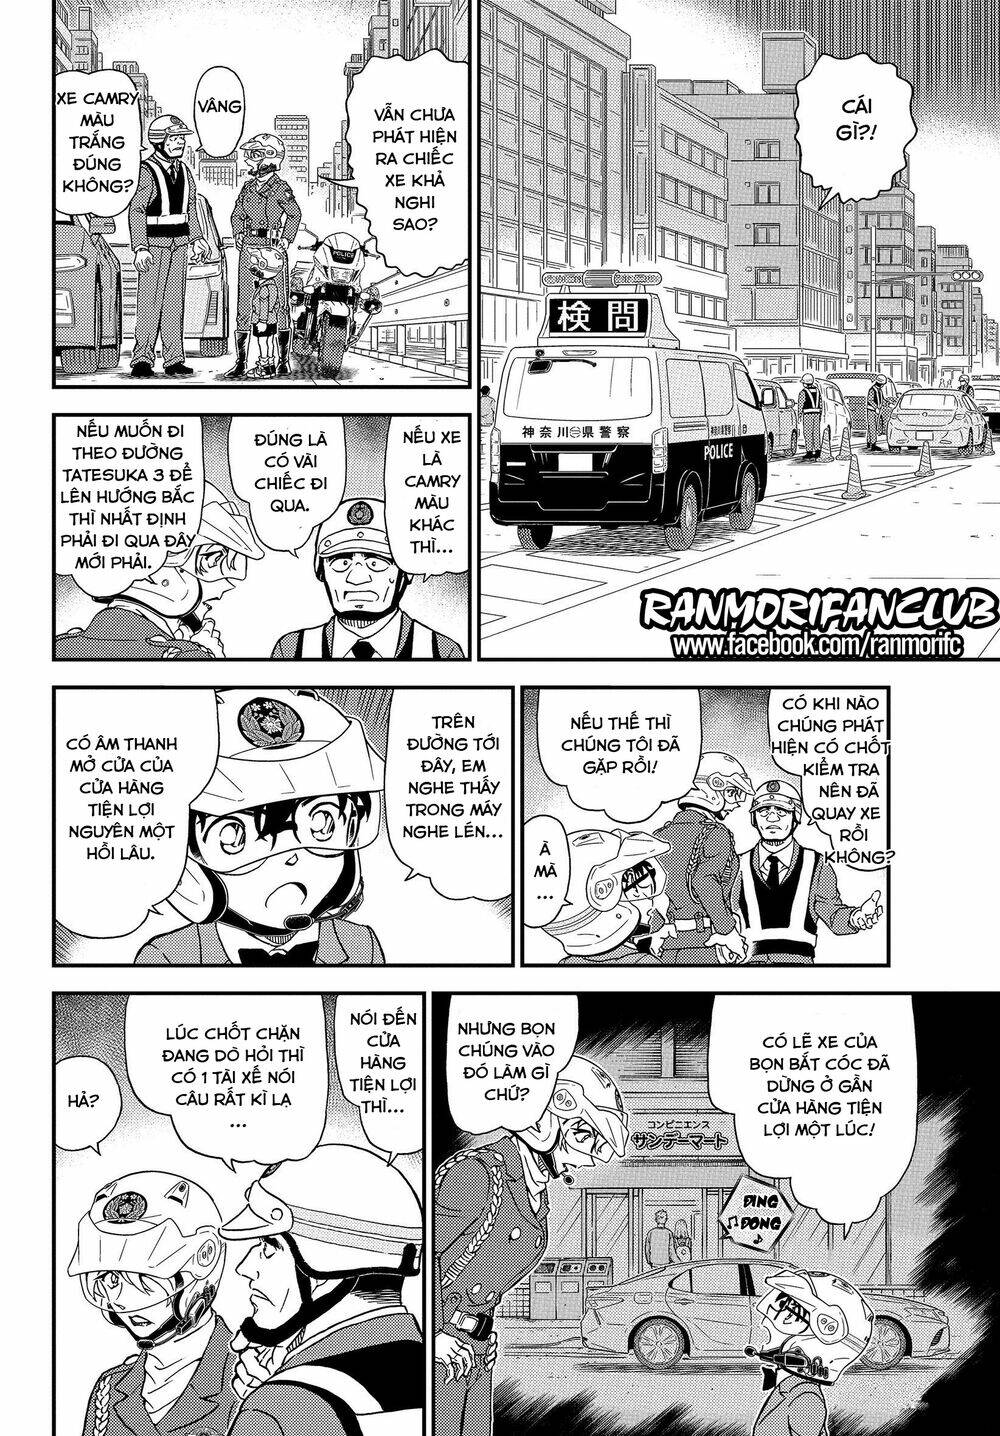 CÁI
GÌ?!
検問
神奈川県警察
神奈川県警察
POLICE
VẪN CHƯA
PHÁT HIỆN
RA CHIẾC
XE KHẢ
NGHI
SAO?
VÂNG
XE CAMRY
MÀU
TRẮNG
ĐÚNG
KHÔNG?
POLICE
RANMORIFANCLUB
www.facebook.com/ranmorifc
NẾU XE
LÀ
CAMRY
MÀU
KHÁC
THÌ...
ĐÚNG LÀ
CÓ VÀI
CHIẾC ĐI
QUA.
NẾU MUỐN ĐI
THEO ĐƯỜNG
TATESUKA 3 ĐỂ
LÊN HƯỚNG BẮC
THÌ NHẤT ĐỊNH
PHẢI ĐI QUA ĐÂY
MỚI PHẢI.
CÓ KHI NÀO
CHÚNG PHÁT
HIỆN CÓ CHỐT
KIỂM TRA
NÊN ĐÃ
QUAY XE
RỒI
KHÔNG?
NẾU THẾ THÌ
CHÚNG TÔI ĐÃ
GẶP RỒI!
À
MÀ
...
TRÊN
ĐƯỜNG TỚI
ĐÂY, EM
NGHE THẤY
TRONG MÁY
NGHE LÉN...
CÓ ÂM THANH
MỞ CỬA CỦA
CỬA HÀNG
TIỆN LỢI
NGUYÊN MỘT
HỒI LÂU.
CÓ LẼ XE CỦA
BỌN BẮT CÓC ĐÃ
DỪNG Ở GẦN
CỬA HÀNG TIỆN
LỢI MỘT LÚC!
NHƯNG BỌN
CHÚNG VÀO
ĐÓ LÀM GÌ
CHỨ?
コンビニエンス
サンデーマート
ĐING
ĐONG
NÓI ĐẾN
CỬA
HÀNG
TIỆN LỢI
THÌ...
LÚC CHỐT CHẶN
ĐANG DÒ HỎI THÌ
CÓ 1 TÀI XẾ NÓI
CÂU RẤT KÌ LẠ
...
HẢ?